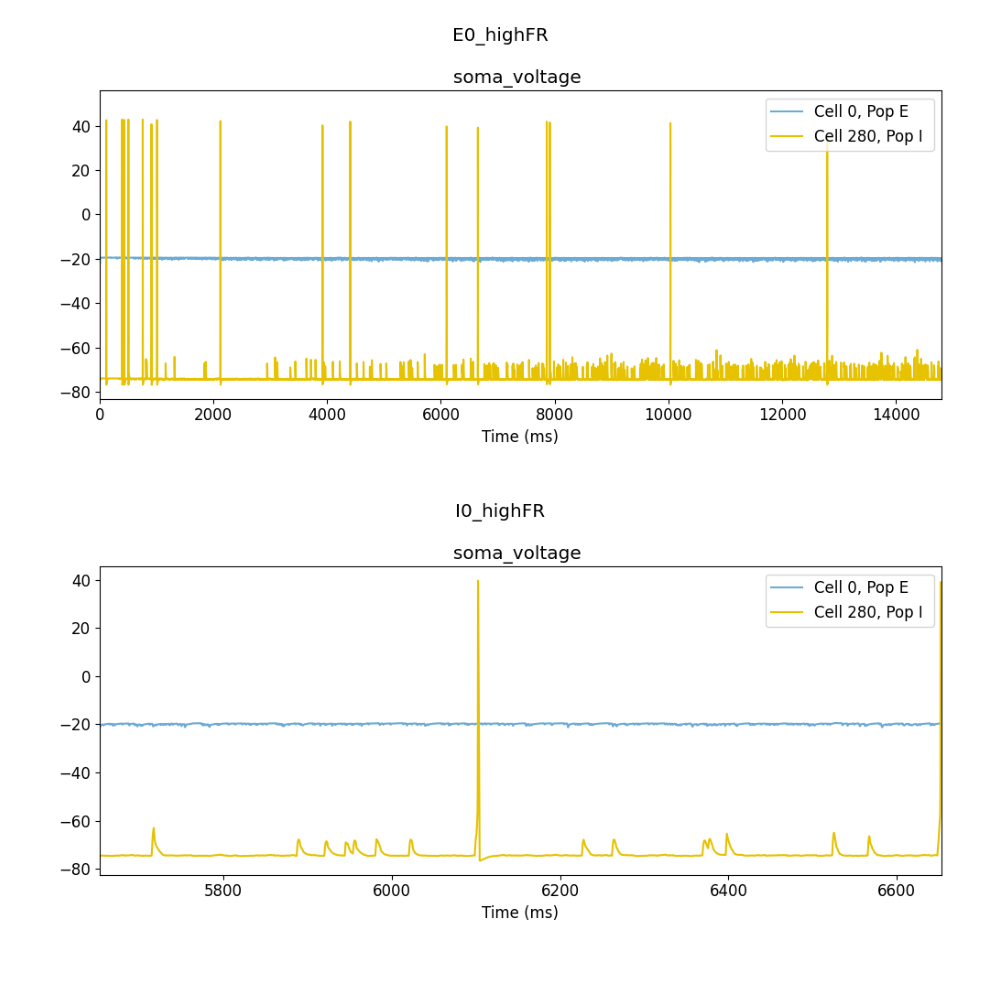 E0_highFR
soma_voltage
Cell 0, Pop E
Cell 280, Pop I
40
20
0
−20
−40
−60
−80
0 2000 4000 6000 8000 10000 12000 14000
Time (ms)
I0_highFR
soma_voltage
Cell 0, Pop E
Cell 280, Pop I
40
20
0
−20
−40
−60
−80
5800 6000 6200 6400 6600
Time (ms)